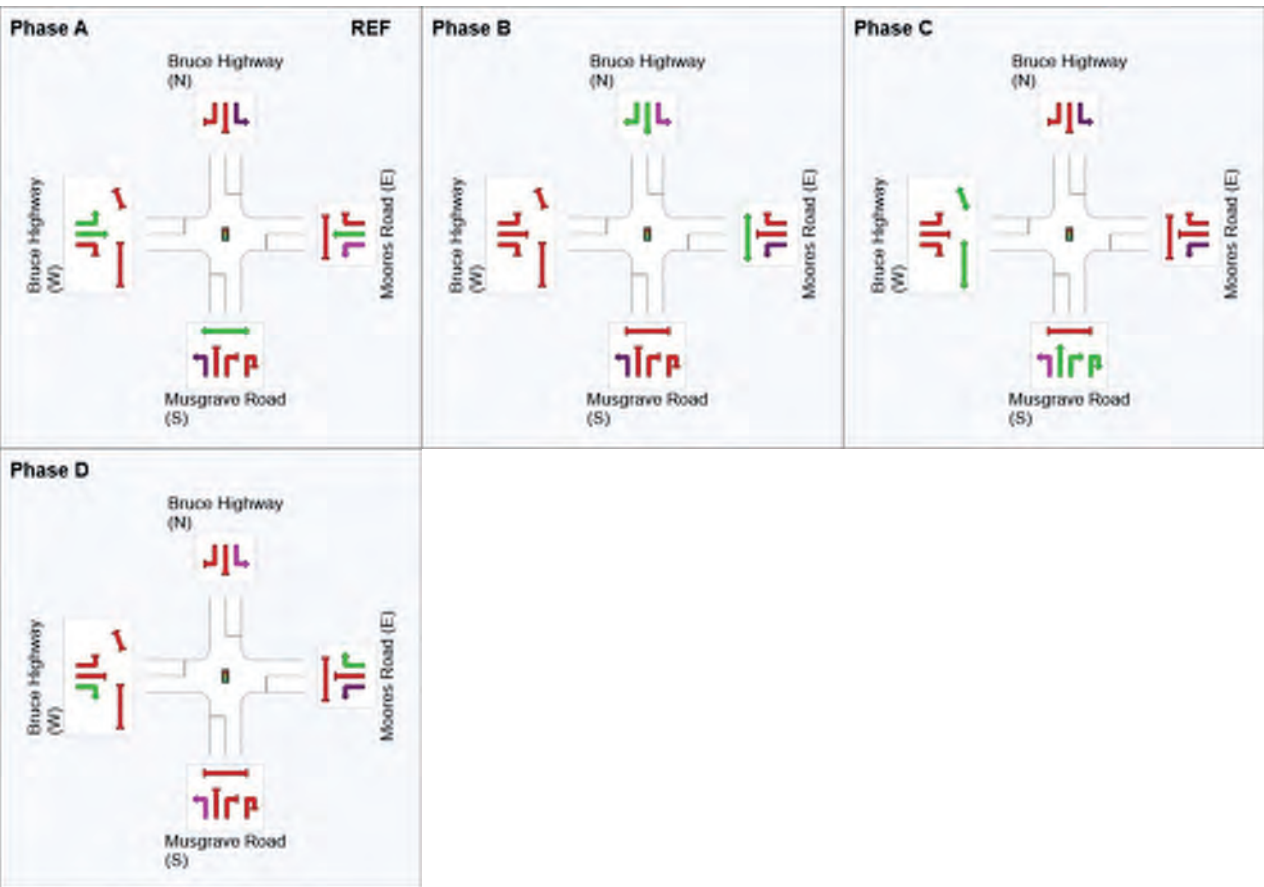 Phase A REF
Bruce Highway
(N)
Bruce Highway
(W)
Moores Road (E)
Musgrave Road
(S)
Phase B
Bruce Highway
(N)
Bruce Highway
(W)
Moores Road (E)
Musgrave Road
(S)
Phase C
Bruce Highway
(N)
Bruce Highway
(W)
Moores Road (E)
Musgrave Road
(S)
Phase D
Bruce Highway
(N)
Bruce Highway
(W)
Moores Road (E)
Musgrave Road
(S)